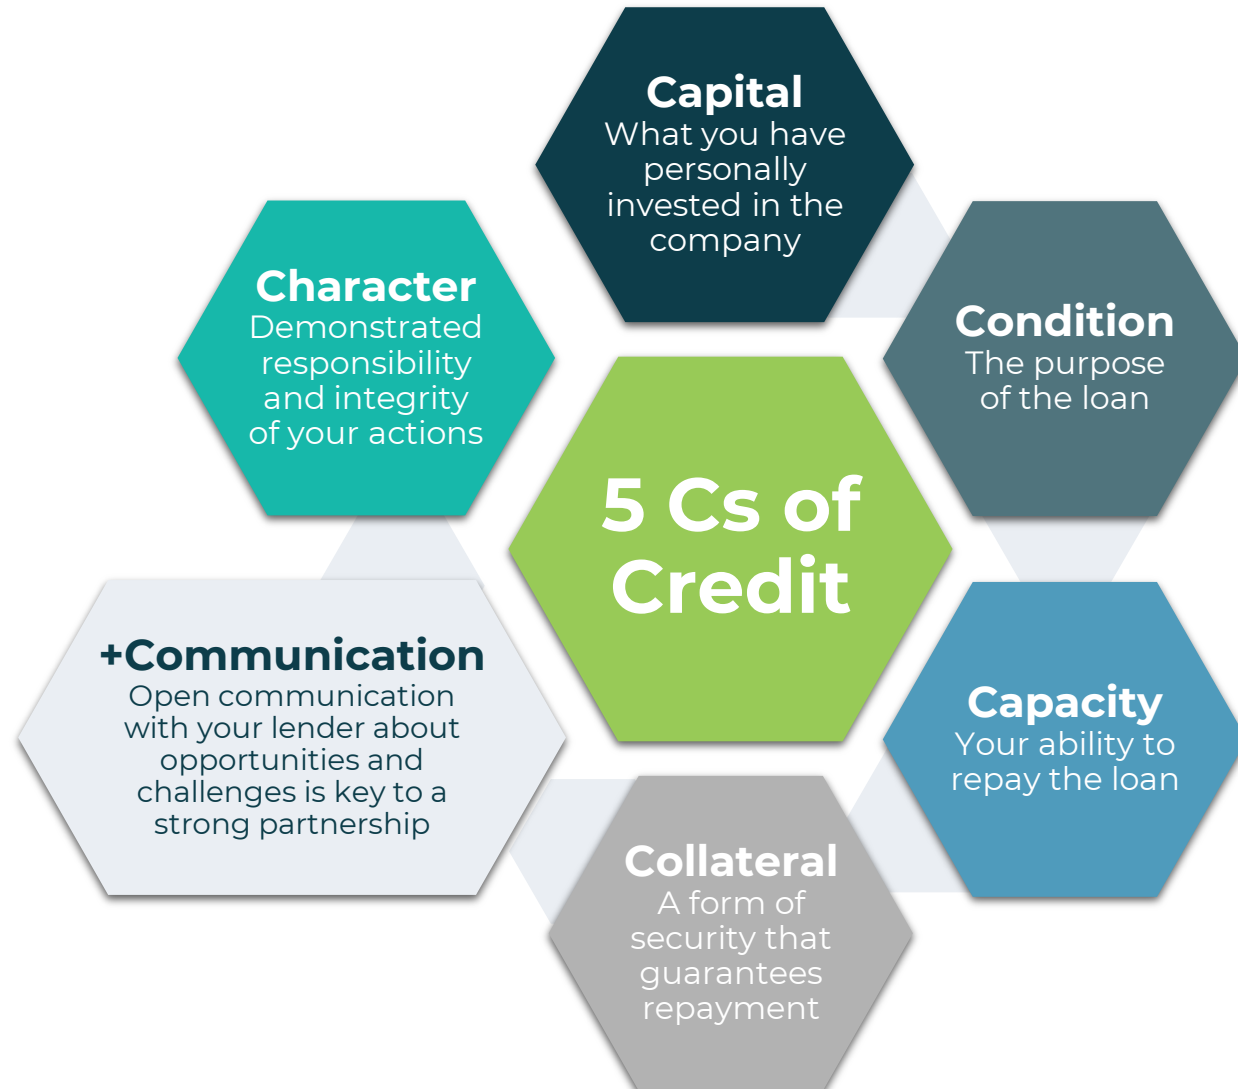 Capital
What you have
personally
invested in the
company
Character
Demonstrated
responsibility
and integrity
of your actions
Condition
The purpose
of the loan
5 Cs of
Credit
+Communication
Open communication
with your lender about
opportunities and
challenges is key to a
strong partnership
Capacity
Your ability to
repay the loan
Collateral
A form of
security that
guarantees
repayment